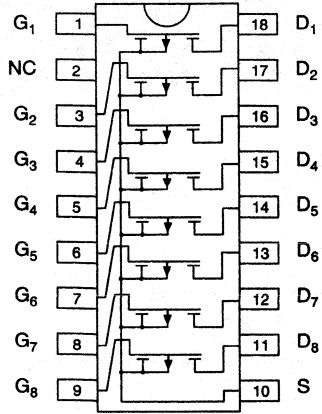 G₁ 1 18 D₁
NC 2 17 D₂
G₂ 3 16 D₃
G₃ 4 15 D₄
G₄ 5 14 D₅
G₅ 6 13 D₆
G₆ 7 12 D₇
G₇ 8 11 D₈
G₈ 9 10 S